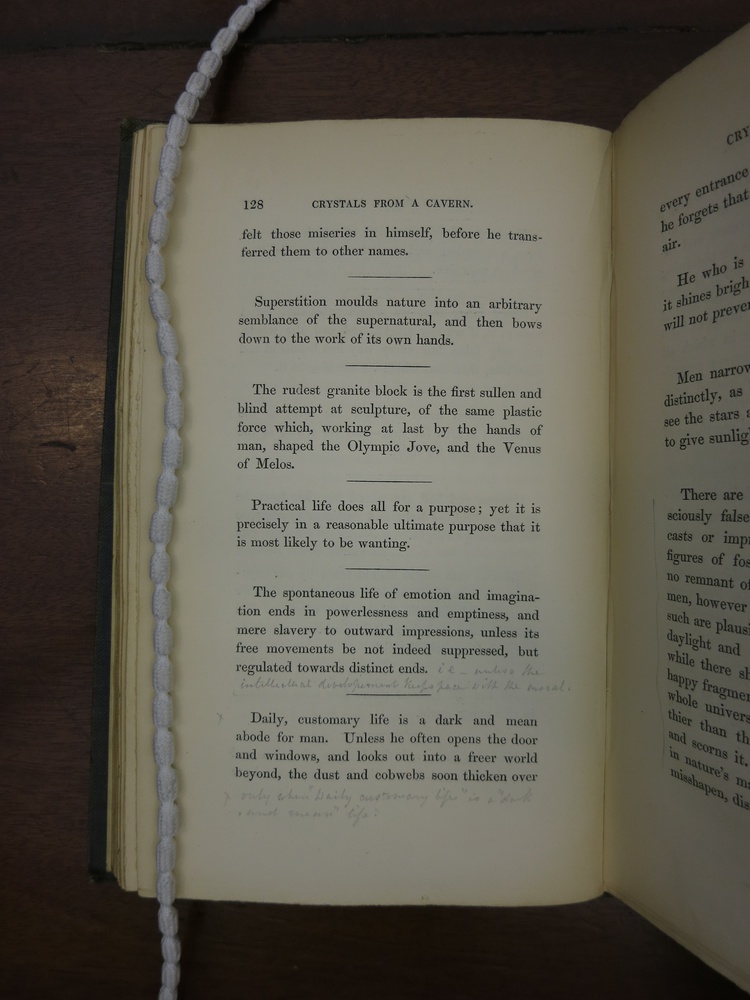 128 CRYSTALS FROM A CAVERN.
felt those miseries in himself, before he trans-
ferred them to other names.
Superstition moulds nature into an arbitrary
semblance of the supernatural, and then bows
down to the work of its own hands.
The rudest granite block is the first sullen and
blind attempt at sculpture, of the same plastic
force which, working at last by the hands of
man, shaped the Olympic Jove, and the Venus
of Melos.
Practical life does all for a purpose; yet it is
precisely in a reasonable ultimate purpose that it
is most likely to be wanting.
The spontaneous life of emotion and imagina-
tion ends in powerlessness and emptiness, and
mere slavery to outward impressions, unless its
free movements be not indeed suppressed, but
regulated towards distinct ends. i e - unless the
intellectual development keeps pace with the moral.
Daily, customary life is a dark and mean
abode for man. Unless he often opens the door
and windows, and looks out into a freer world
beyond, the dust and cobwebs soon thicken over
only when "Daily customary life" is a "dark
and mean" life.
CRY
every entrance
he forgets that
air.
He who is
it shines brigh
will not preve
Men narrow
distinctly, as
see the stars
to give sunlig
There are
sciously false
casts or impr
figures of fos
no remnant of
men, however
such are plausi
daylight and
while there sh
happy fragmen
whole univers
thier than th
and scorns it.
in nature's ma
misshapen, dis